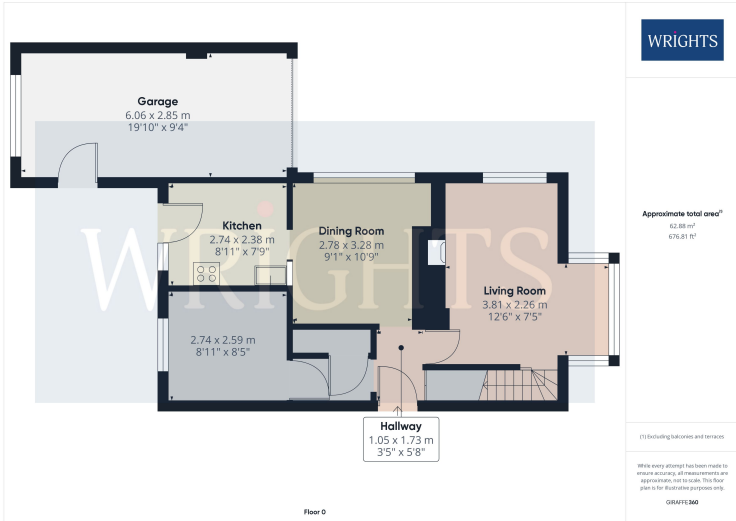 WRIGHTS
Garage
6.06 x 2.85 m
19'10" x 9'4"
Kitchen
2.74 x 2.38 m
8'11" x 7'9"
Dining Room
2.78 x 3.28 m
9'1" x 10'9"
Living Room
3.81 x 2.26 m
12'6" x 7'5"
2.74 x 2.59 m
8'11" x 8'5"
Hallway
1.05 x 1.73 m
3'5" x 5'8"
WRIGHTS
Floor 0
Approximate total area⁽¹⁾
62.88 m²
676.81 ft²
(1) Excluding balconies and terraces
While every attempt has been made to
ensure accuracy, all measurements are
approximate, not to scale. This floor
plan is for illustrative purposes only.
GIRAFFE360